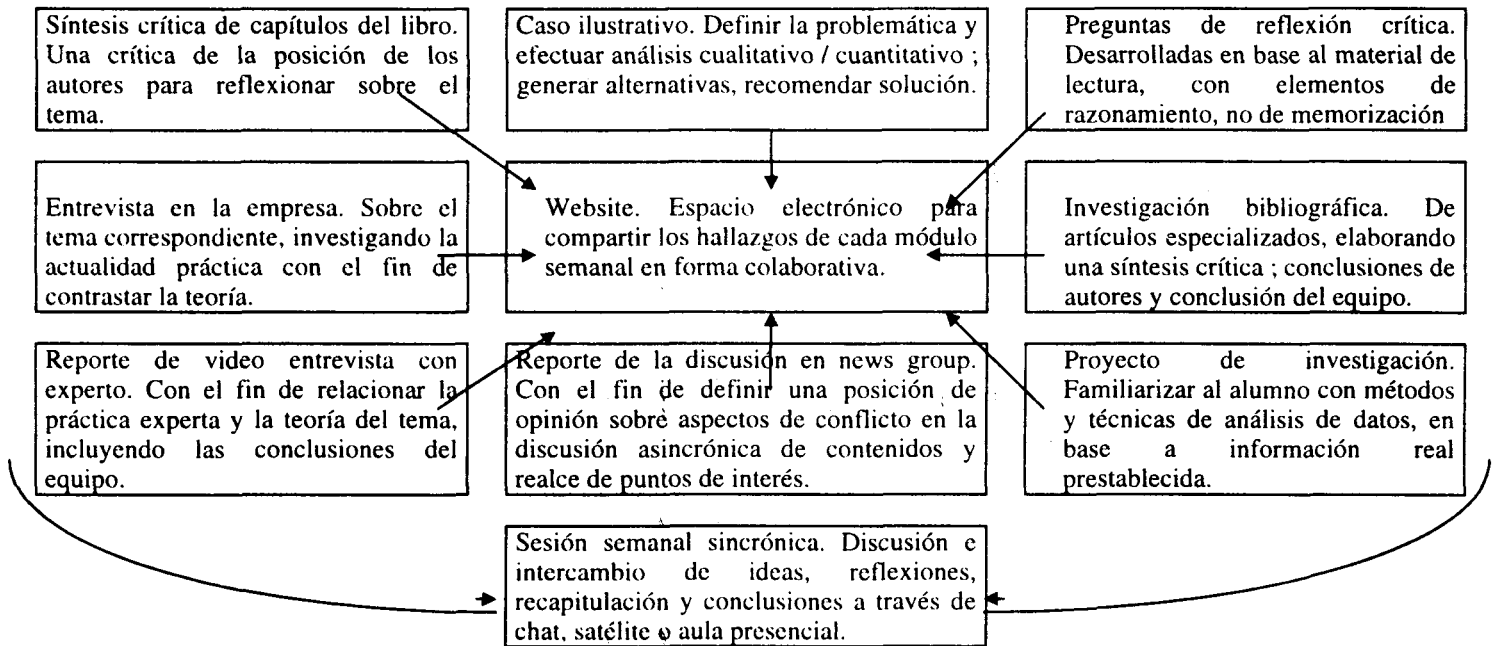 Síntesis crítica de capítulos del libro.
Una crítica de la posición de los
autores para reflexionar sobre el
tema.
Caso ilustrativo. Definir la problemática y
efectuar análisis cualitativo / cuantitativo ;
generar alternativas, recomendar solución.
Preguntas de reflexión crítica.
Desarrolladas en base al material de
lectura, con elementos de
razonamiento, no de memorización
Entrevista en la empresa. Sobre el
tema correspondiente, investigando la
actualidad práctica con el fin de
contrastar la teoría.
Website. Espacio electrónico para
compartir los hallazgos de cada módulo
semanal en forma colaborativa.
Investigación bibliográfica. De
artículos especializados, elaborando
una síntesis crítica ; conclusiones de
autores y conclusión del equipo.
Reporte de video entrevista con
experto. Con el fin de relacionar la
práctica experta y la teoría del tema,
incluyendo las conclusiones del
equipo.
Reporte de la discusión en news group.
Con el fin de definir una posición de
opinión sobre aspectos de conflicto en la
discusión asincrónica de contenidos y
realce de puntos de interés.
Proyecto de investigación.
Familiarizar al alumno con métodos
y técnicas de análisis de datos, en
base a información real
prestablecida.
Sesión semanal sincrónica. Discusión e
intercambio de ideas, reflexiones,
recapitulación y conclusiones a través de
chat, satélite o aula presencial.